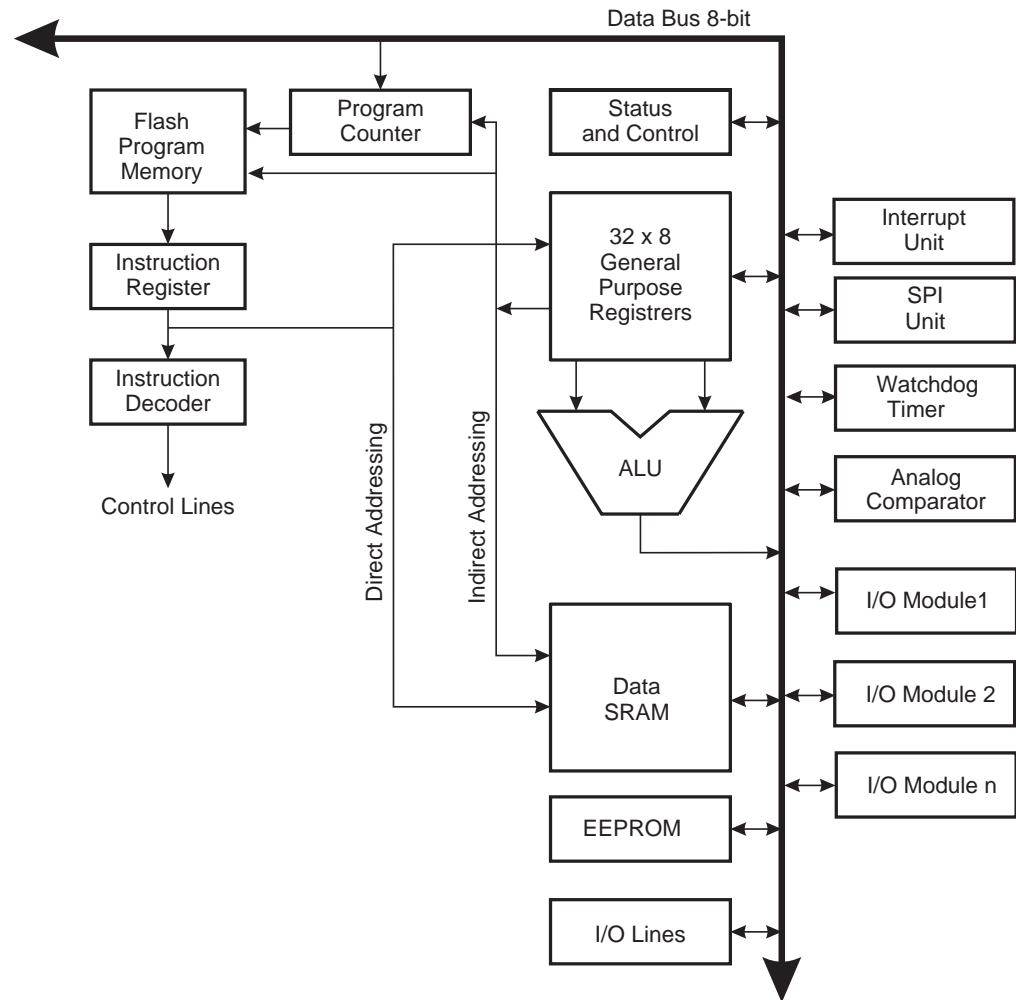 Data Bus 8-bit
Flash
Program
Memory
Program
Counter
Status
and Control
32 x 8
General
Purpose
Registrers
Interrupt
Unit
Instruction
Register
SPI
Unit
Instruction
Decoder
Watchdog
Timer
Control Lines
Direct Addressing
Indirect Addressing
ALU
Analog
Comparator
I/O Module1
Data
SRAM
I/O Module 2
I/O Module n
EEPROM
I/O Lines